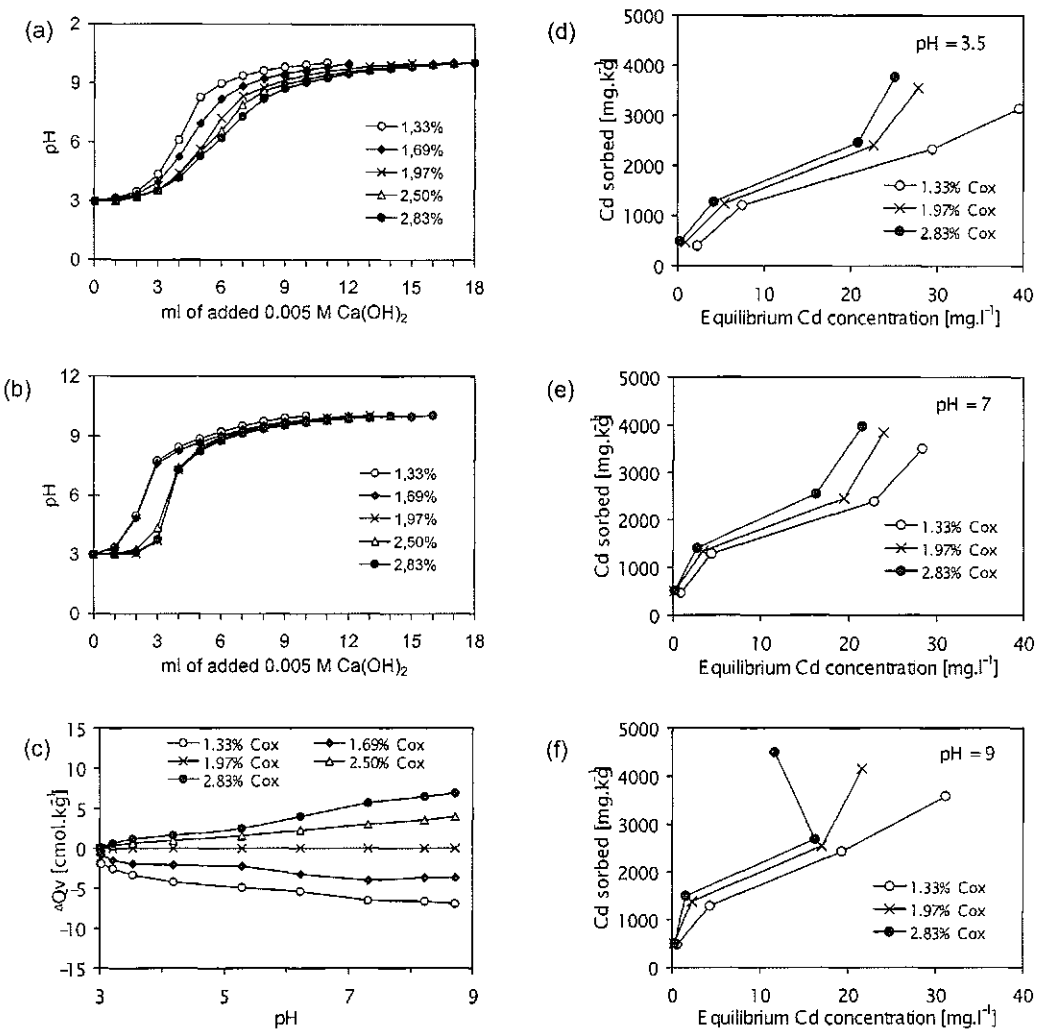 (a)
2
9
6
3
0
pH
1,33%
1,69%
1,97%
2,50%
2,83%
0 3 6 9 12 15 18
ml of added 0.005 M Ca(OH)2
(b)
12
9
6
3
0
pH
1,33%
1,69%
1,97%
2,50%
2,83%
0 3 6 9 12 15 18
ml of added 0.005 M Ca(OH)2
(c)
15
10
5
0
-5
-10
-15
ΔQv [cmol.kg-1]
1.33% Cox 1.69% Cox
1.97% Cox 2.50% Cox
2.83% Cox
3 5 7 9
pH
(d)
5000
4000
3000
2000
1000
0
Cd sorbed [mg.kg-1]
pH = 3.5
1.33% Cox
1.97% Cox
2.83% Cox
0 10 20 30 40
Equilibrium Cd concentration [mg.l-1]
(e)
5000
4000
3000
2000
1000
0
Cd sorbed [mg.kg-1]
pH = 7
1.33% Cox
1.97% Cox
2.83% Cox
0 10 20 30 40
Equilibrium Cd concentration [mg.l-1]
(f)
5000
4000
3000
2000
1000
0
Cd sorbed [mg.kg-1]
pH = 9
1.33% Cox
1.97% Cox
2.83% Cox
0 10 20 30 40
Equilibrium Cd concentration [mg.l-1]